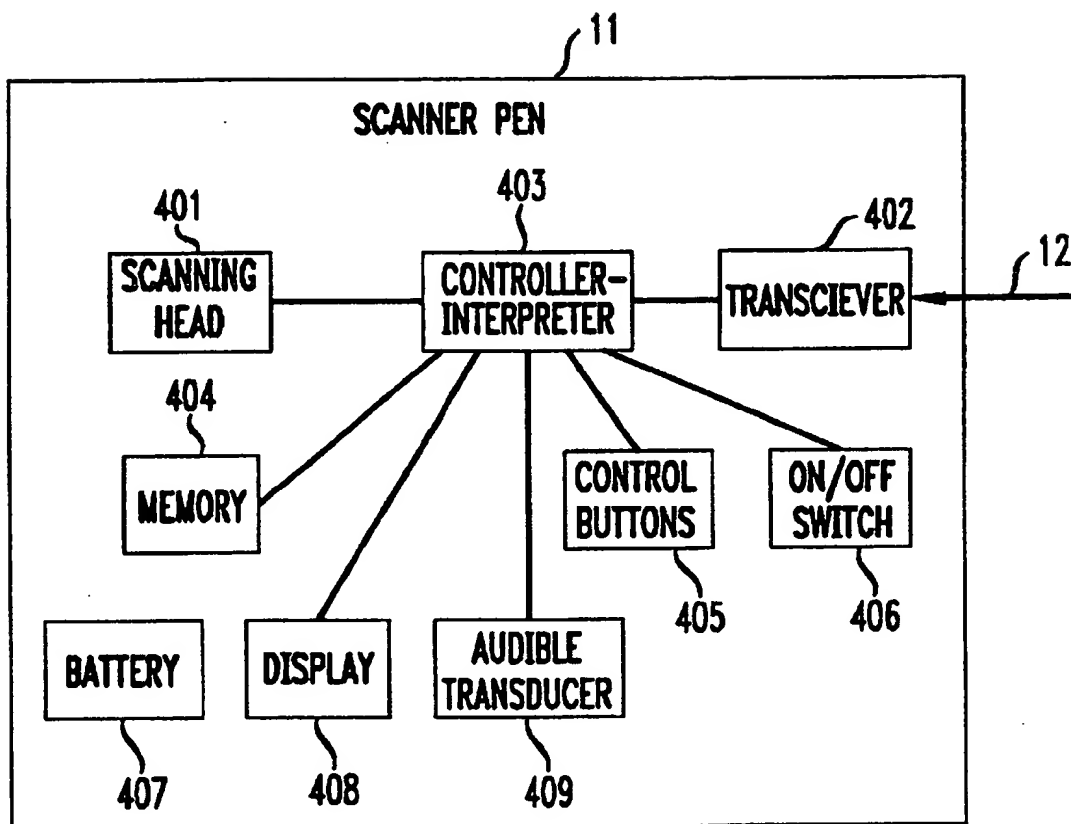 11
SCANNER PEN
401
403
402
12
SCANNING
HEAD
CONTROLLER-
INTERPRETER
TRANSCIEVER
404
MEMORY
CONTROL
BUTTONS
ON/OFF
SWITCH
405
406
BATTERY
DISPLAY
AUDIBLE
TRANSDUCER
407
408
409